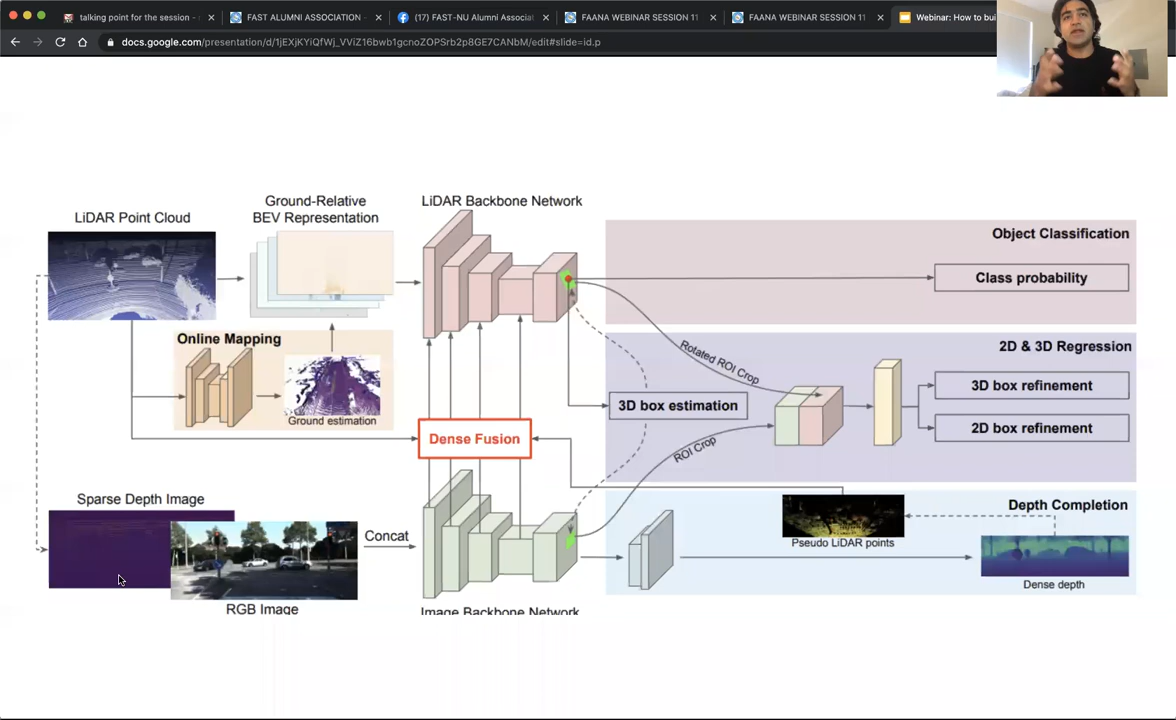 talking point for the session -
FAST ALUMNI ASSOCIATION -
(17) FAST-NU Alumni Associat
FAANA WEBINAR SESSION 11
FAANA WEBINAR SESSION 11
Webinar: How to bui
docs.google.com/presentation/d/1jEXjKYiQfWj_VViZ16bwb1gcnoZOPSrb2p8GE7CANbM/edit#slide=id.p
LiDAR Point Cloud
Ground-Relative
BEV Representation
LiDAR Backbone Network
Object Classification
Class probability
Online Mapping
Ground estimation
2D & 3D Regression
Rotated ROI Crop
3D box estimation
3D box refinement
2D box refinement
Dense Fusion
ROI Crop
Sparse Depth Image
RGB Image
Concat
Image Backbone Network
Depth Completion
Pseudo LiDAR points
Dense depth